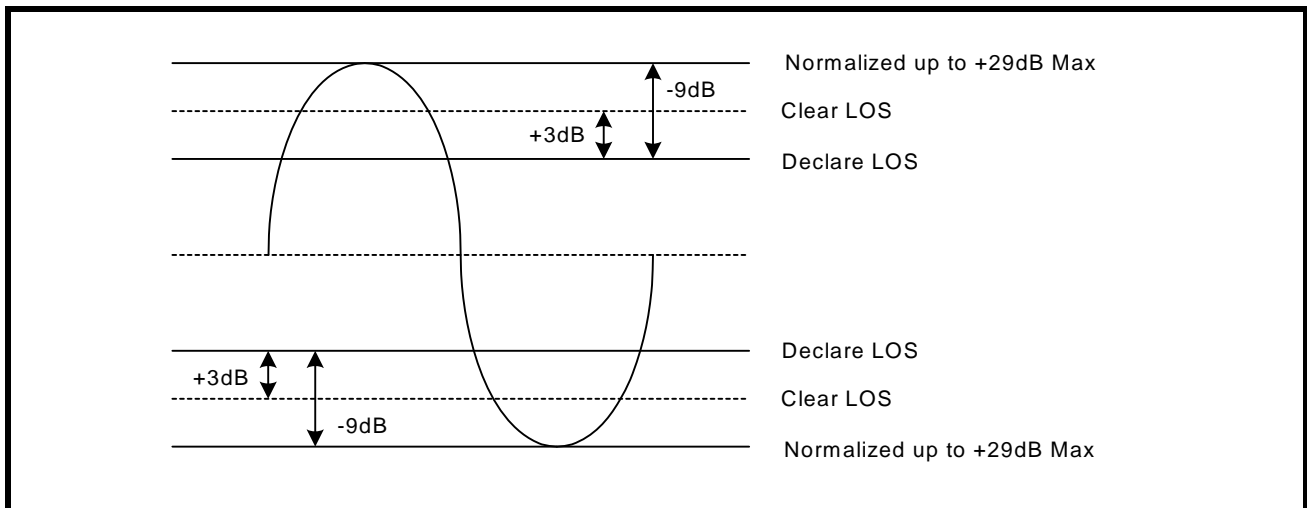 Normalized up to +29dB Max
-9dB
Clear LOS
+3dB
Declare LOS
Declare LOS
+3dB
Clear LOS
-9dB
Normalized up to +29dB Max